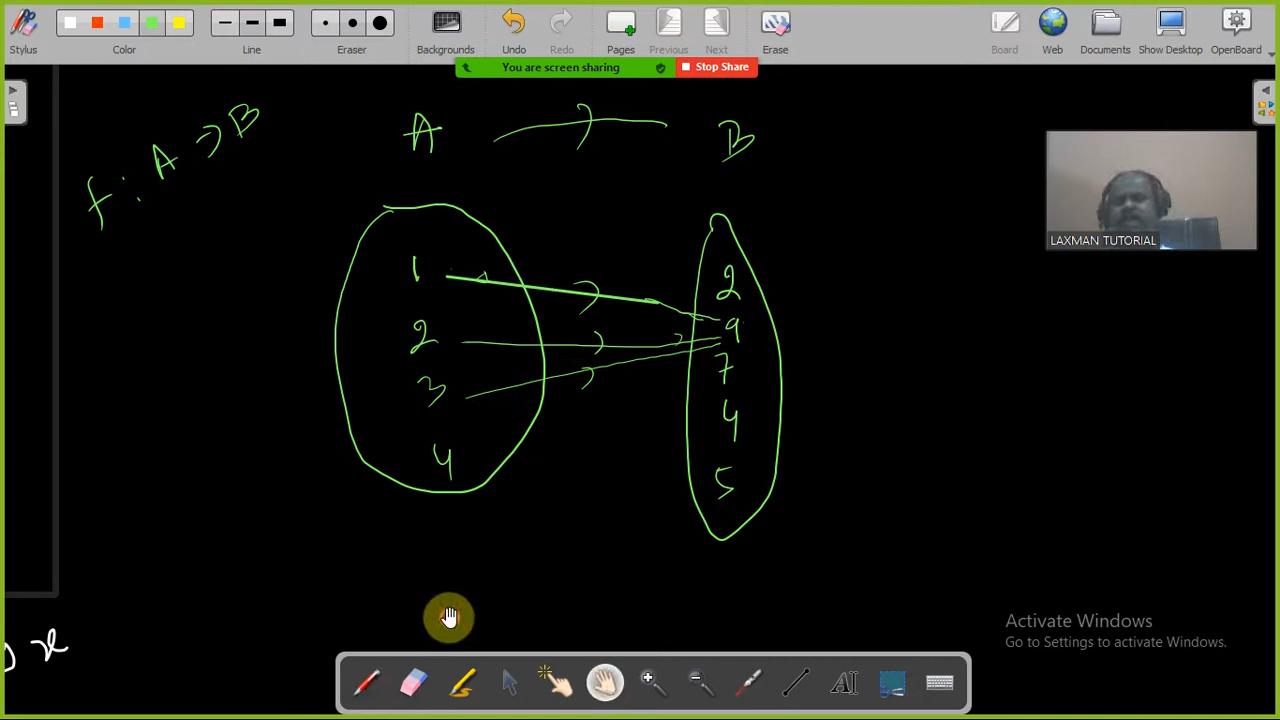 Stylus
Color
Line
Eraser
Backgrounds
Undo
Redo
Pages
Previous
Next
Erase
Board
Web
Documents
Show Desktop
OpenBoard
You are screen sharing
Stop Share
f: A → B
A
B
1
2
3
4
2
9
7
4
5
x
LAXMAN TUTORIAL
Activate Windows
Go to Settings to activate Windows.
AI